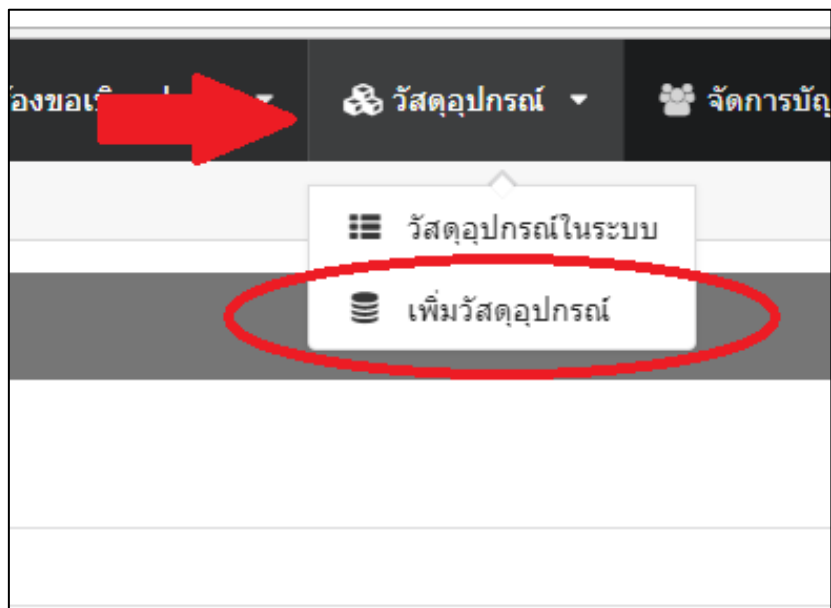 วัสดุอุปกรณ์
จัดการบัญ
วัสดุอุปกรณ์ในระบบ
เพิ่มวัสดุอุปกรณ์